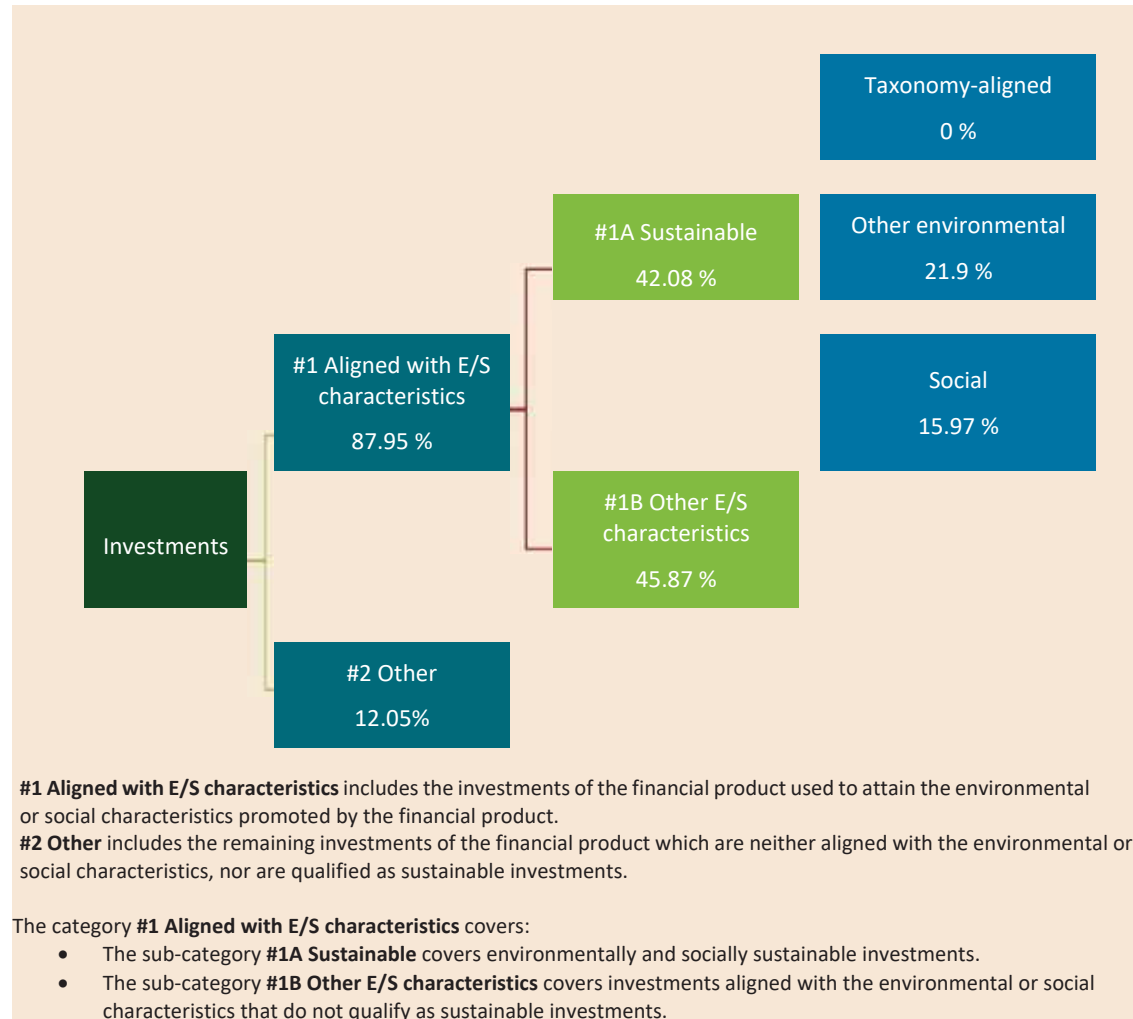 Taxonomy-aligned
0 %
#1A Sustainable
42.08 %
Other environmental
21.9 %
#1 Aligned with E/S
characteristics
87.95 %
Social
15.97 %
Investments
#1B Other E/S
characteristics
45.87 %
#2 Other
12.05%
#1 Aligned with E/S characteristics includes the investments of the financial product used to attain the environmental
or social characteristics promoted by the financial product.
#2 Other includes the remaining investments of the financial product which are neither aligned with the environmental or
social characteristics, nor are qualified as sustainable investments.
The category #1 Aligned with E/S characteristics covers:
• The sub-category #1A Sustainable covers environmentally and socially sustainable investments.
• The sub-category #1B Other E/S characteristics covers investments aligned with the environmental or social
characteristics that do not qualify as sustainable investments.